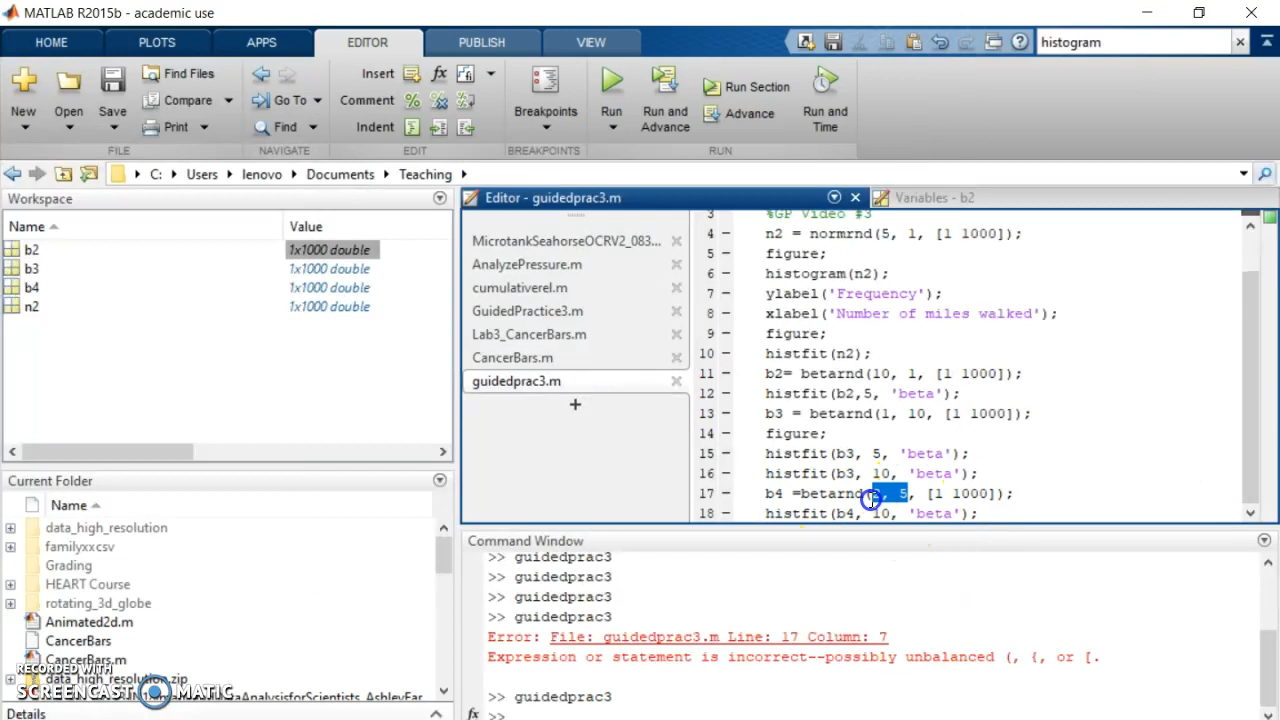 MATLAB R2015b - academic use
HOME PLOTS APPS EDITOR PUBLISH VIEW histogram
New Open Save Find Files Compare Print
Insert fx Go To Comment % Find Indent
Breakpoints Run Run and Advance Run Section Advance Run and Time
FILE NAVIGATE EDIT BREAKPOINTS RUN
C: Users lenovo Documents Teaching
Workspace
Name Value
b2 1x1000 double
b3 1x1000 double
b4 1x1000 double
n2 1x1000 double
Current Folder
Name
data_high_resolution
familyxxcsv
Grading
HEART Course
rotating_3d_globe
Animated2d.m
CancerBars
CancerBars.m
data_high_resolution.zip
Details
RECORDED WITH
SCREENCAST MATIC
Editor - guidedprac3.m Variables - b2
MicrotankSeahorseOCRV2_083...
AnalyzePressure.m
cumulativerel.m
GuidedPractice3.m
Lab3_CancerBars.m
CancerBars.m
guidedprac3.m
+
3 %GP Video #3
4 - n2 = normrnd(5, 1, [1 1000]);
5 - figure;
6 - histogram(n2);
7 - ylabel('Frequency');
8 - xlabel('Number of miles walked');
9 - figure;
10 - histfit(n2);
11 - b2= betarnd(10, 1, [1 1000]);
12 - histfit(b2,5, 'beta');
13 - b3 = betarnd(1, 10, [1 1000]);
14 - figure;
15 - histfit(b3, 5, 'beta');
16 - histfit(b3, 10, 'beta');
17 - b4 =betarnd(2, 5, [1 1000]);
18 - histfit(b4, 10, 'beta');
Command Window
>> guidedprac3
>> guidedprac3
>> guidedprac3
>> guidedprac3
Error: File: guidedprac3.m Line: 17 Column: 7
Expression or statement is incorrect--possibly unbalanced (, {, or [.
>> guidedprac3
fx >>